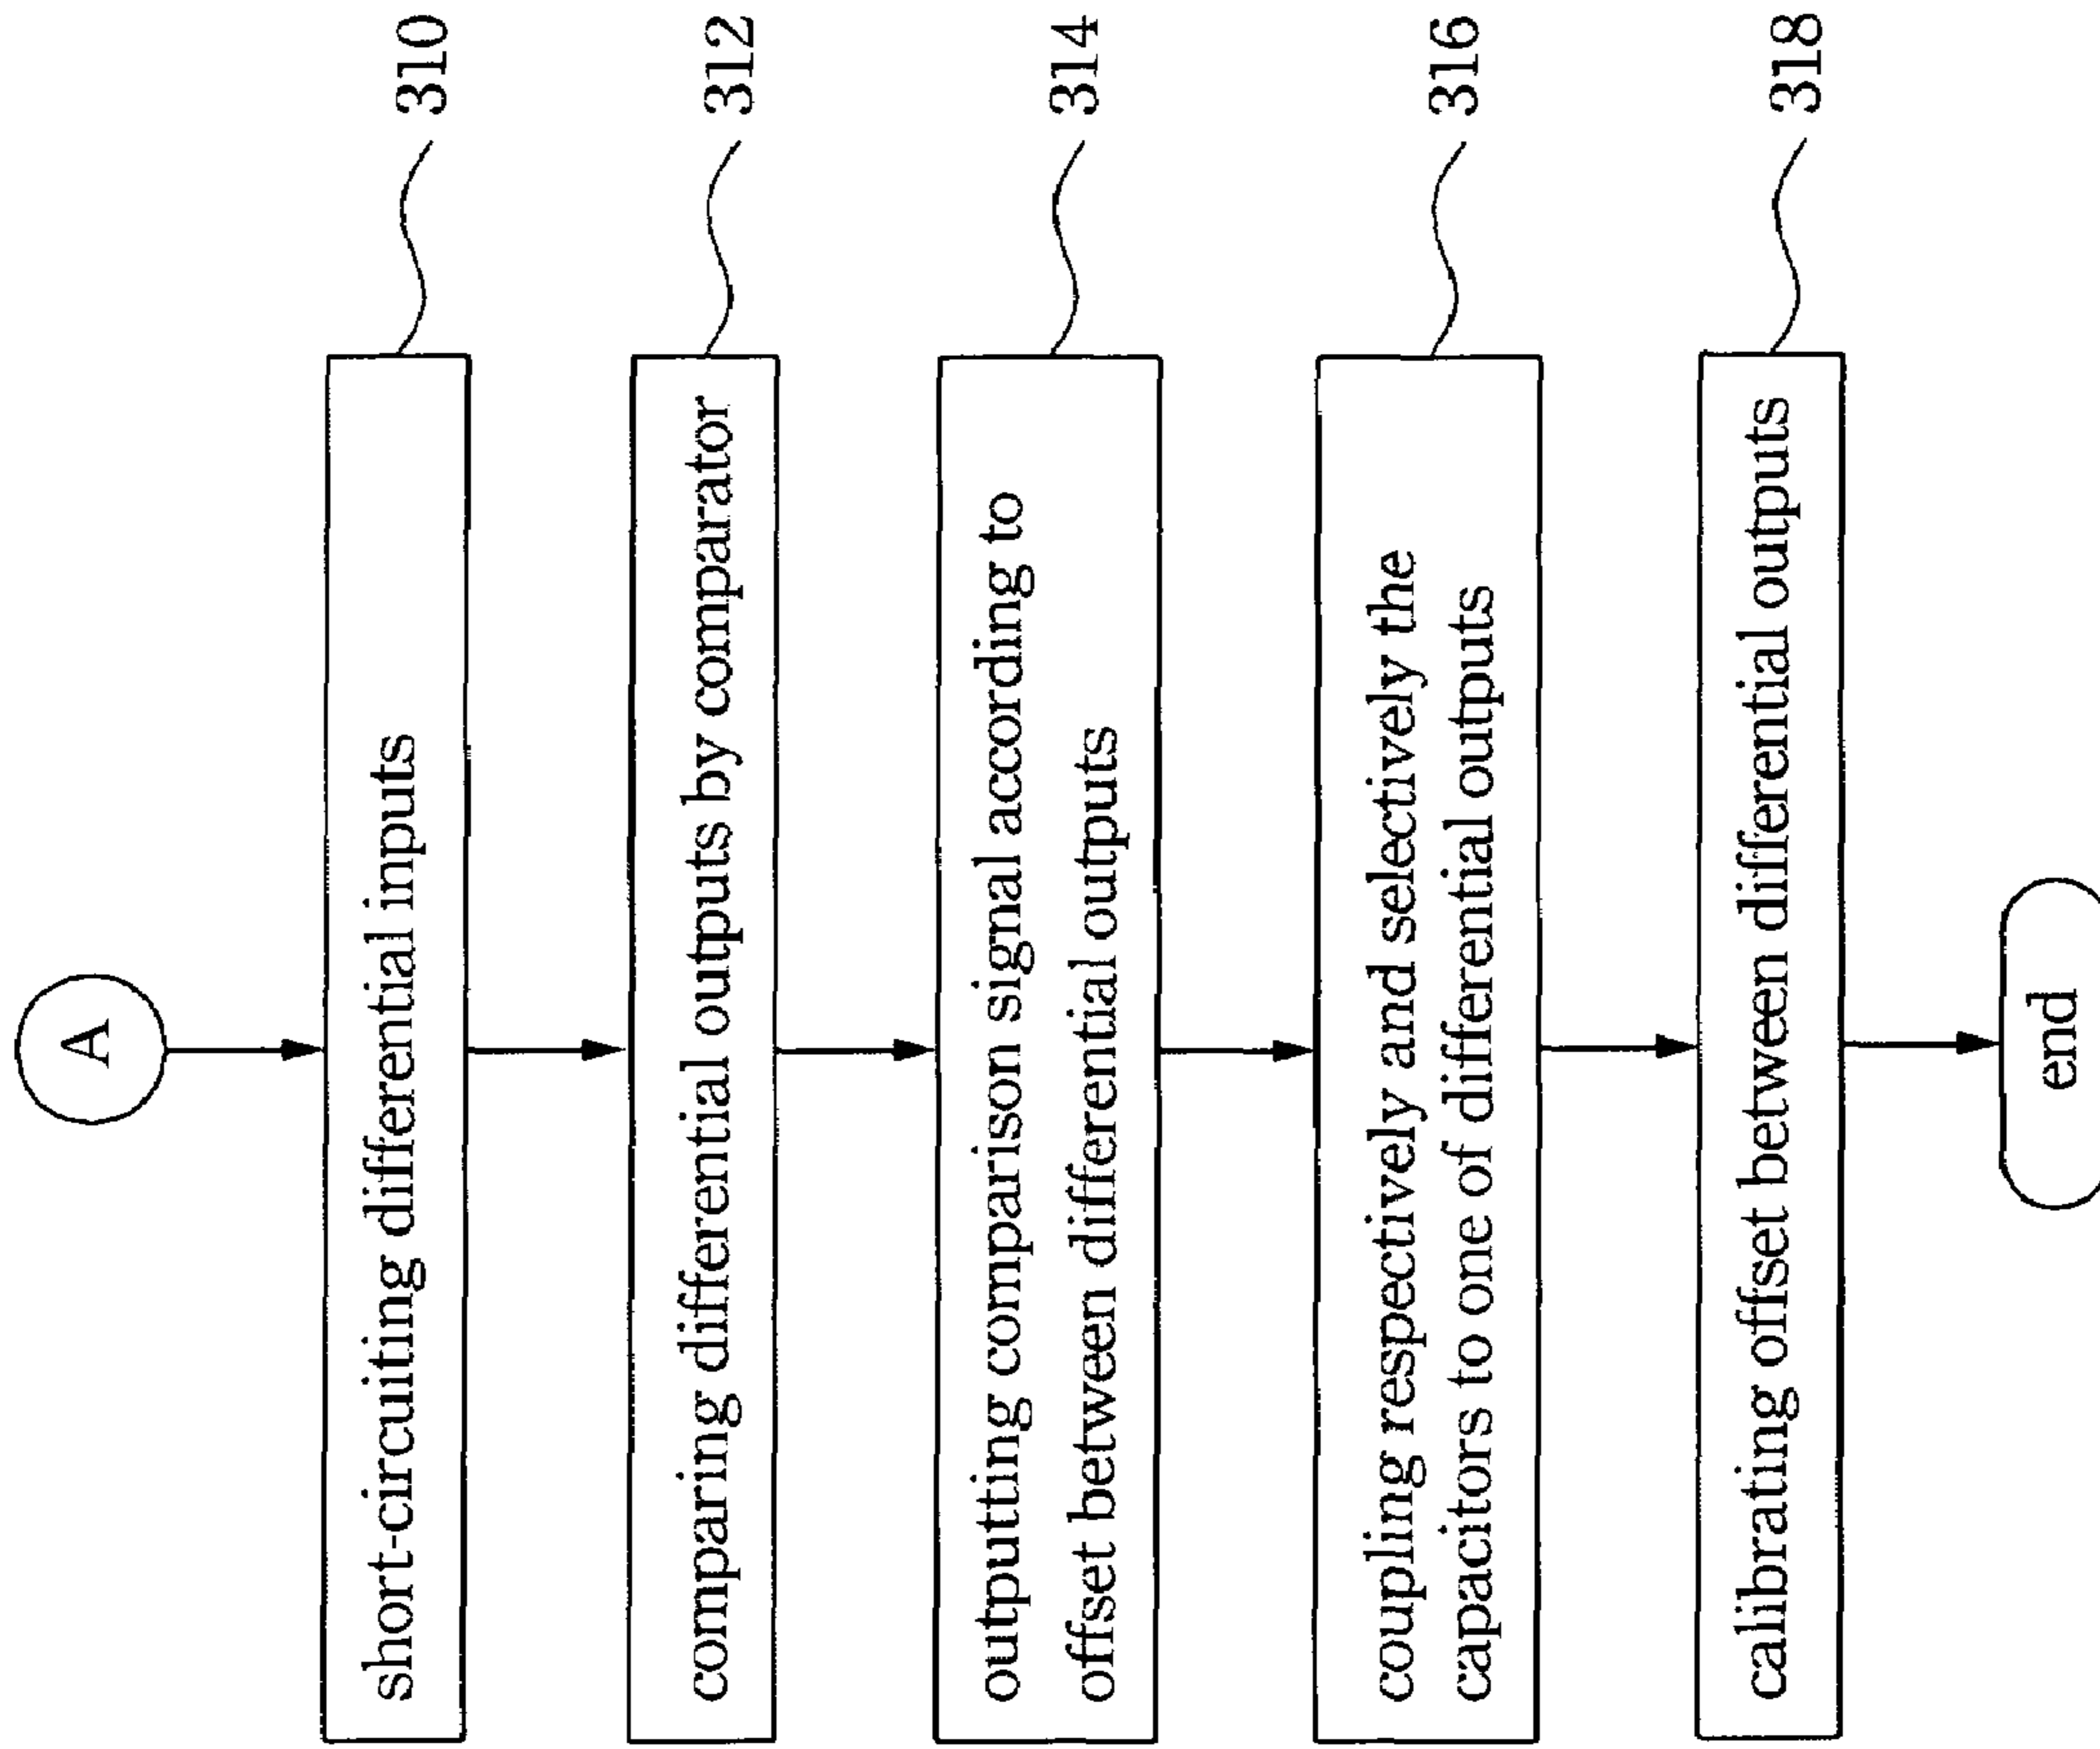 A
short-circuiting differential inputs
310
comparing differential outputs by comparator
312
outputting comparison signal according to
offset between differential outputs
314
coupling respectively and selectively the
capacitors to one of differential outputs
316
calibrating offset between differential outputs
318
end